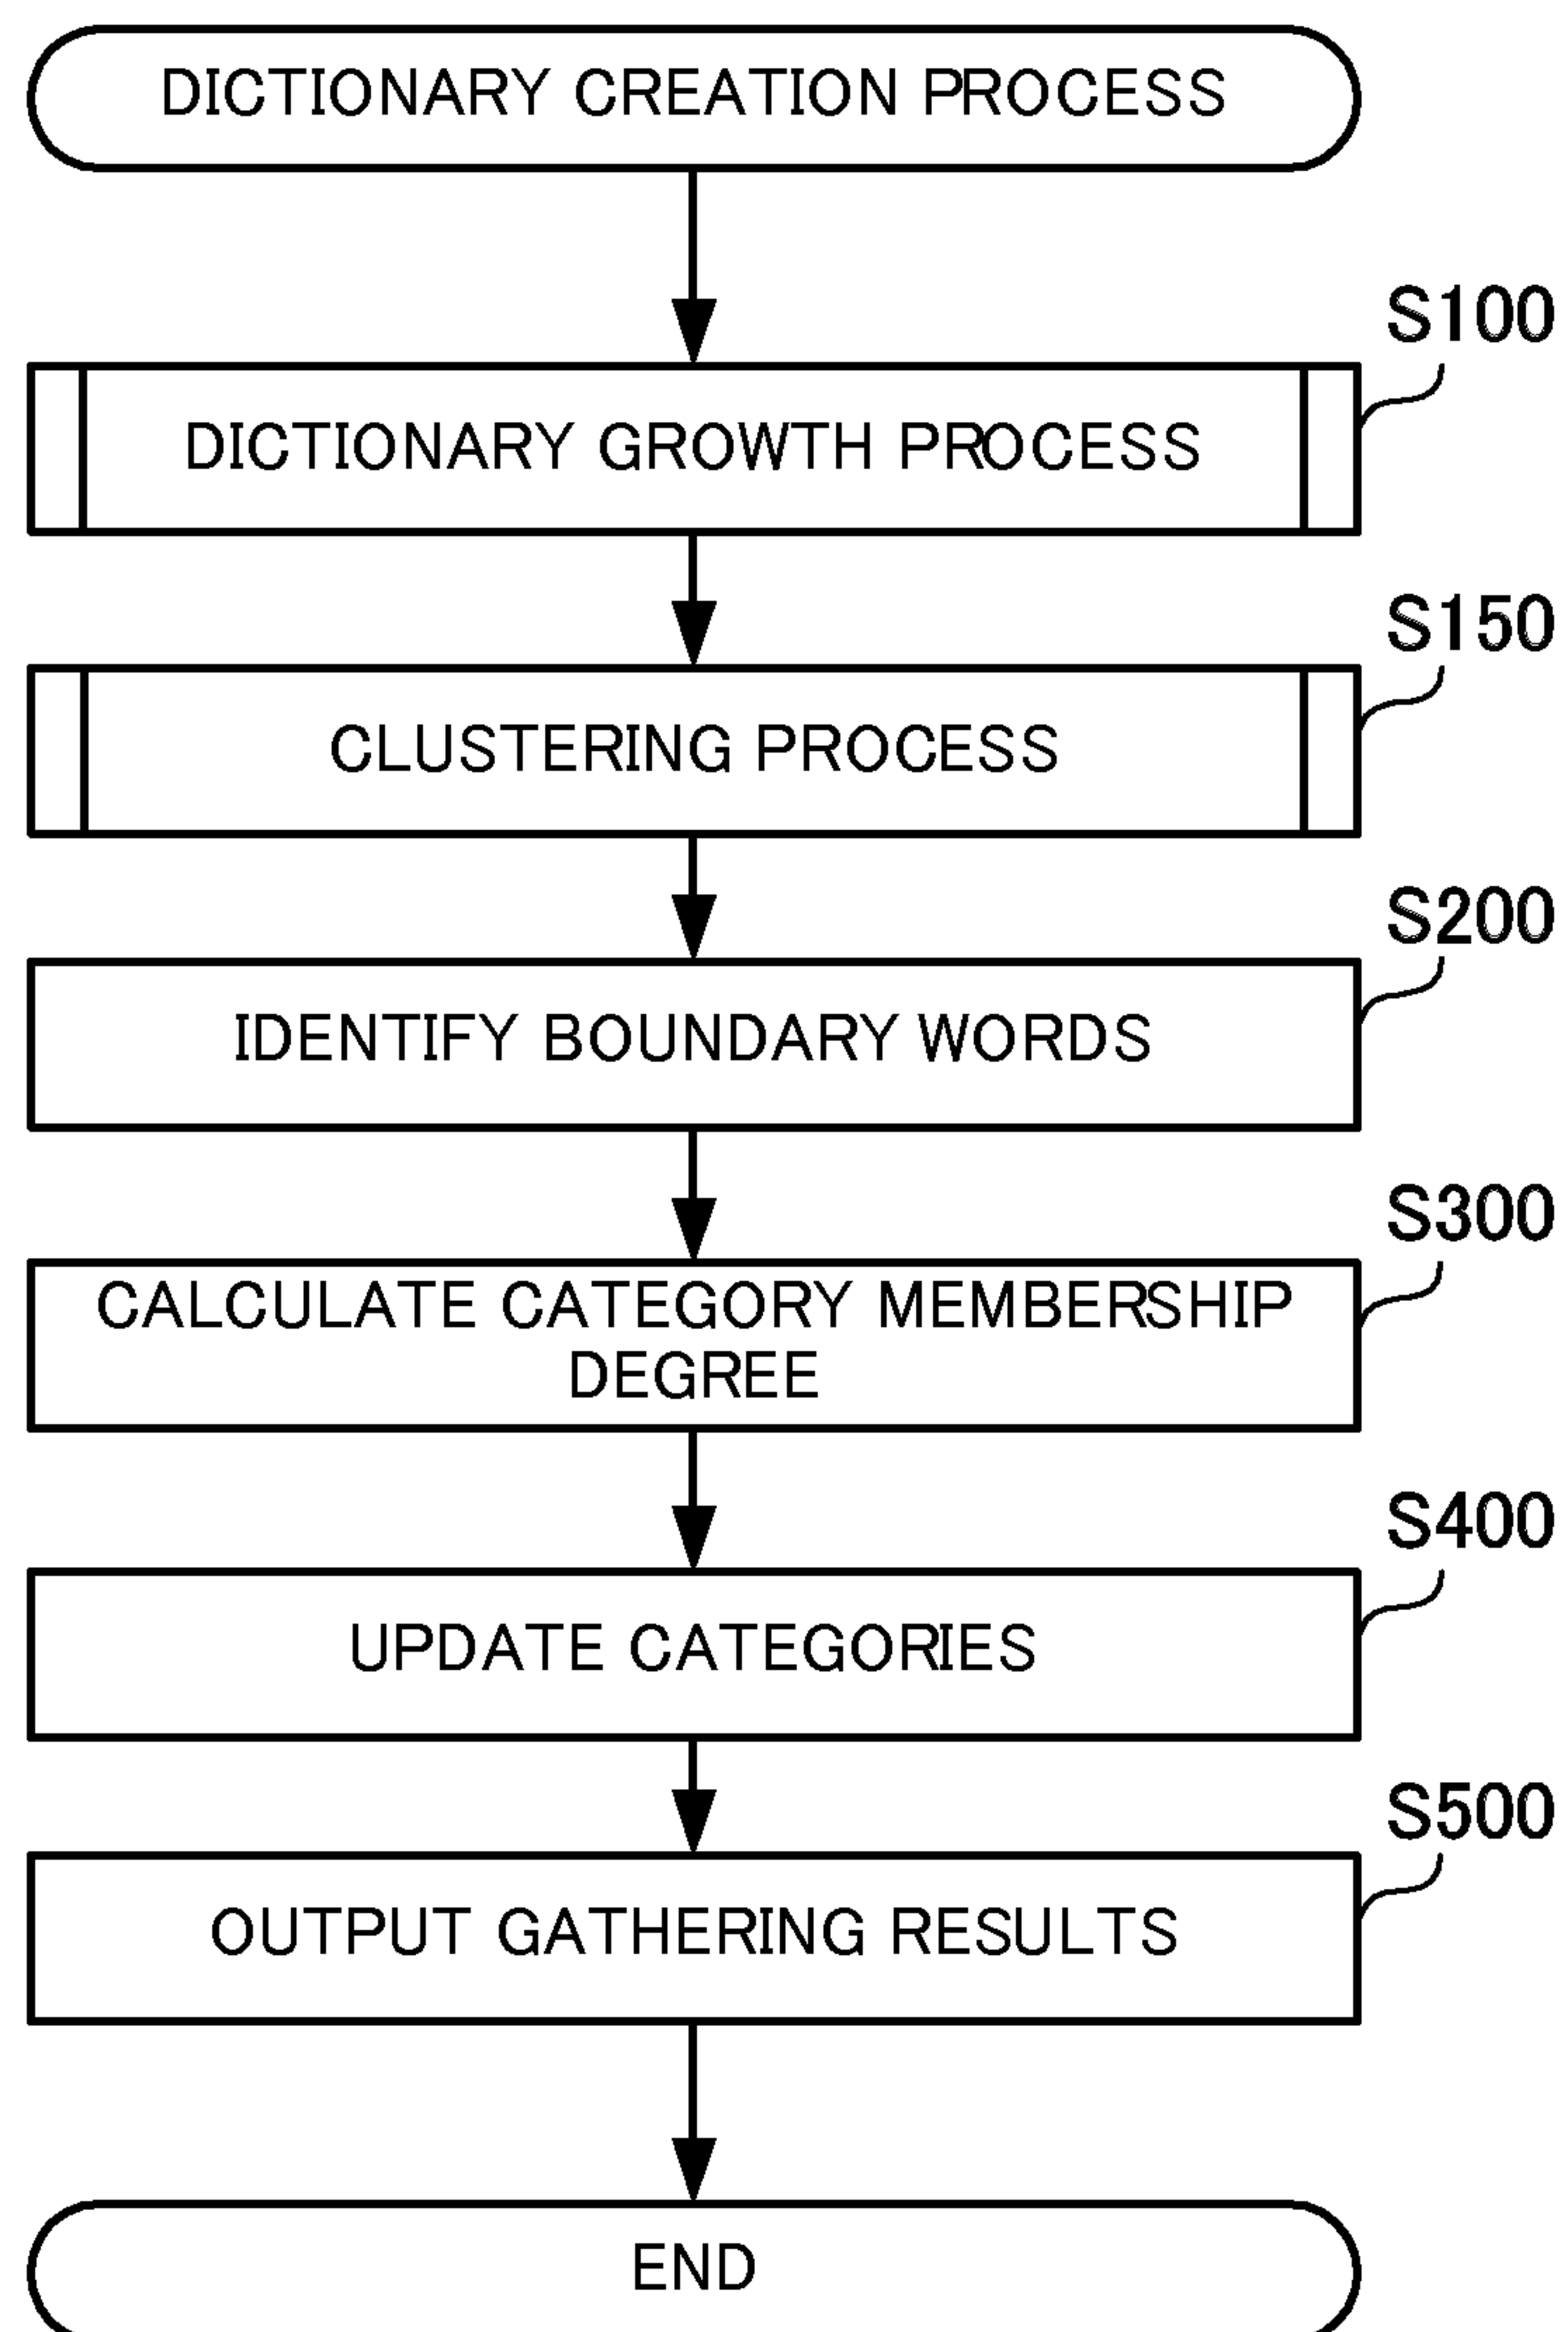 DICTIONARY CREATION PROCESS
S100
DICTIONARY GROWTH PROCESS
S150
CLUSTERING PROCESS
S200
IDENTIFY BOUNDARY WORDS
S300
CALCULATE CATEGORY MEMBERSHIP
DEGREE
S400
UPDATE CATEGORIES
S500
OUTPUT GATHERING RESULTS
END